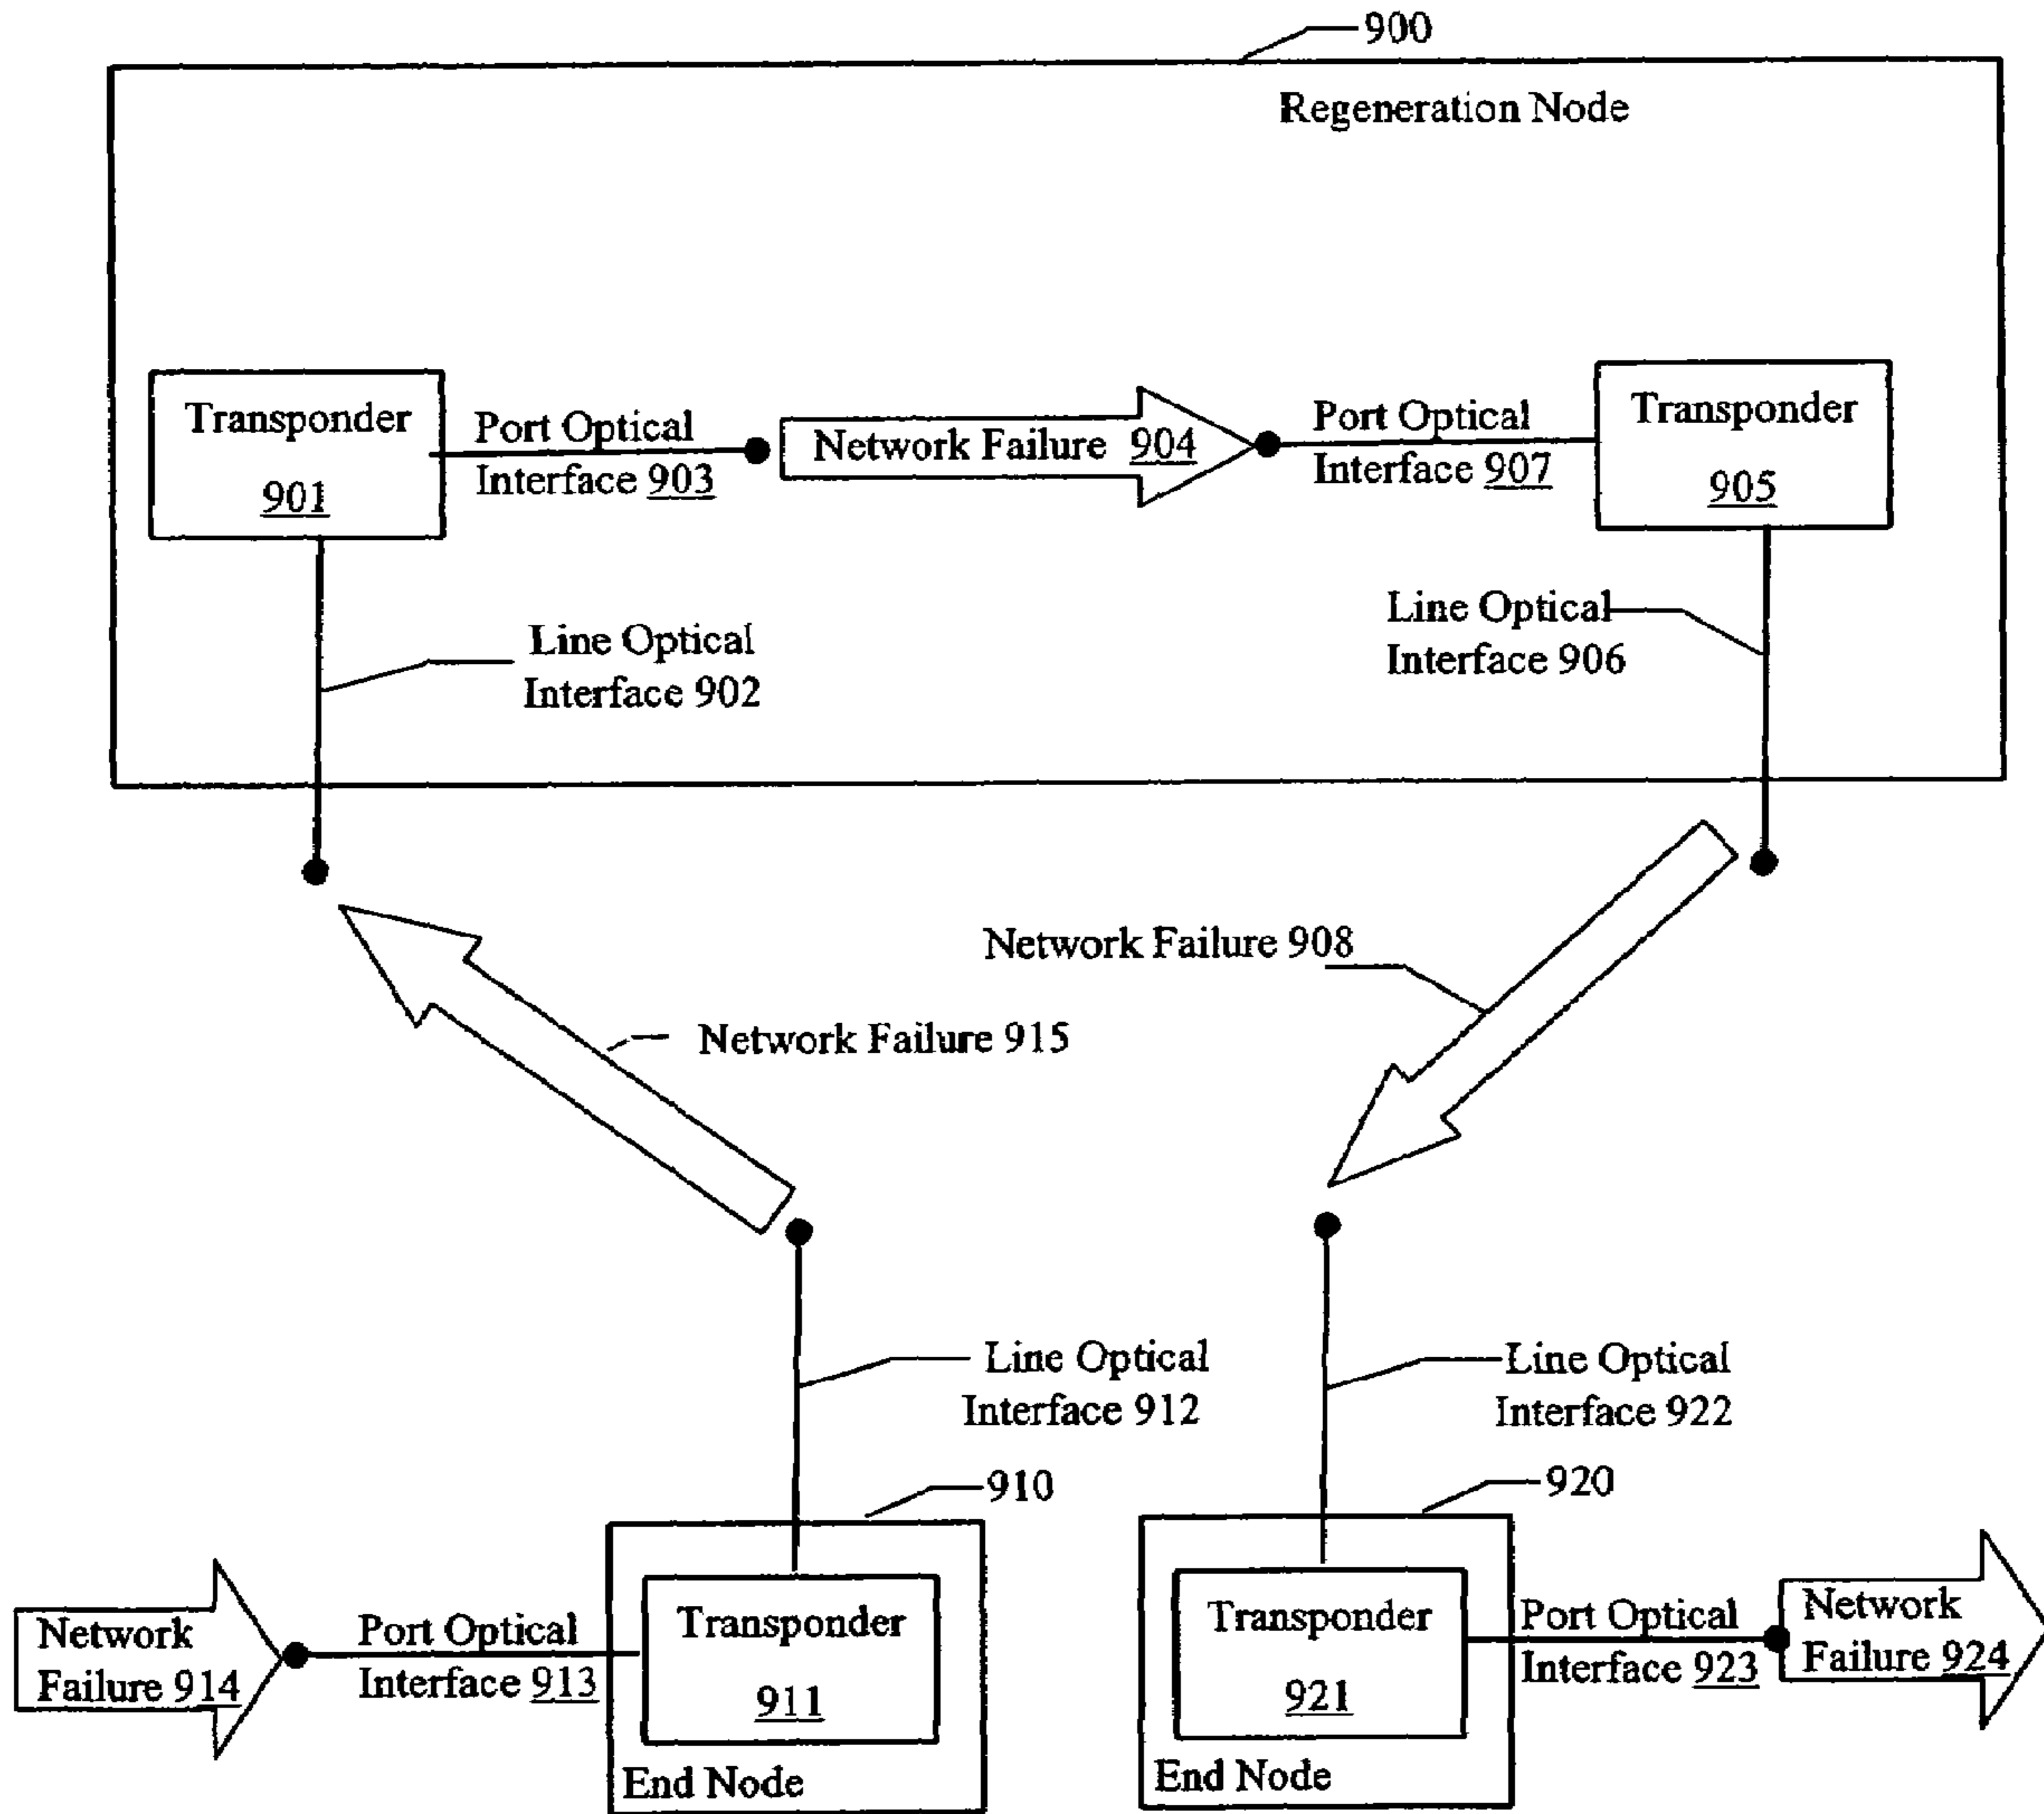 900
Regeneration Node
Transponder
901
Port Optical
Interface 903
Network Failure 904
Port Optical
Interface 907
Transponder
905
Line Optical
Interface 902
Line Optical
Interface 906
Network Failure 908
Network Failure 915
Line Optical
Interface 912
Line Optical
Interface 922
910
920
Network
Failure 914
Port Optical
Interface 913
Transponder
911
End Node
Transponder
921
End Node
Port Optical
Interface 923
Network
Failure 924